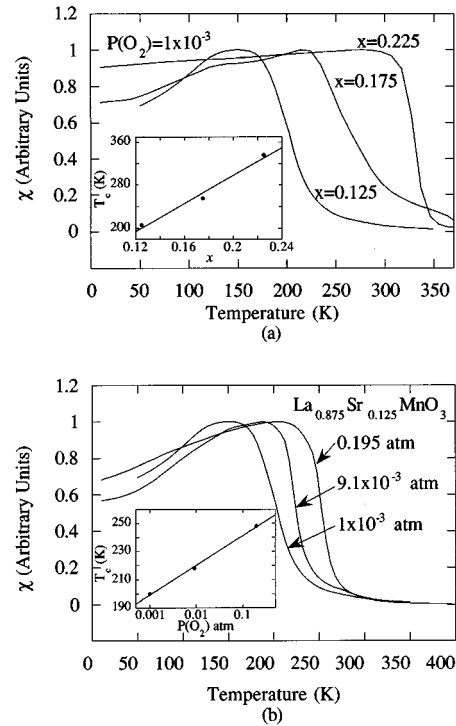 P(O2)=1x10-3
x=0.225
x=0.175
x=0.125
χ (Arbitrary Units)
1.2
1
0.8
0.6
0.4
0.2
0
Tc (K)
360
280
200
0.12 0.16 0.2 0.24
x
0 50 100 150 200 250 300 350
Temperature (K)
(a)
La0.875Sr0.125MnO3
0.195 atm
9.1x10-3 atm
1x10-3 atm
χ (Arbitrary Units)
1.2
1
0.8
0.6
0.4
0.2
0
Tc (K)
250
230
210
190
0.001 0.01 0.1
P(O2) atm
0 50 100 150 200 250 300 350 400
Temperature (K)
(b)